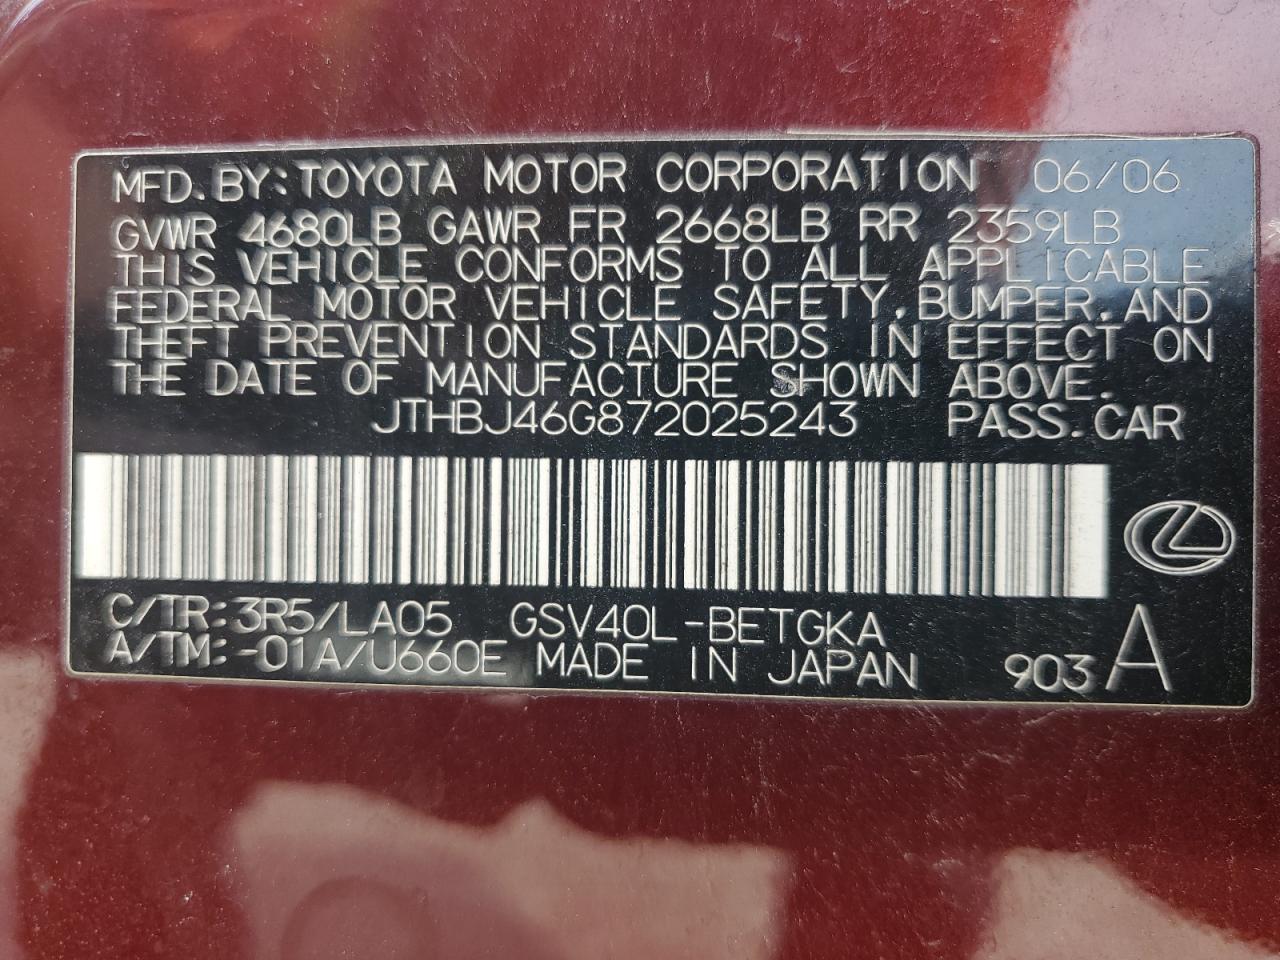 MFD. BY: TOYOTA MOTOR CORPORATION 06/06
GVWR 4680LB GAWR FR 2668LB RR 2359LB
THIS VEHICLE CONFORMS TO ALL APPLICABLE
FEDERAL MOTOR VEHICLE SAFETY, BUMPER, AND
THEFT PREVENTION STANDARDS IN EFFECT ON
THE DATE OF MANUFACTURE SHOWN ABOVE.
JTHBJ46G872025243 PASS. CAR
C/TR: 3R5/LA05 GSV40L-BETGKA
A/TM: -01A/U660E MADE IN JAPAN 903 A